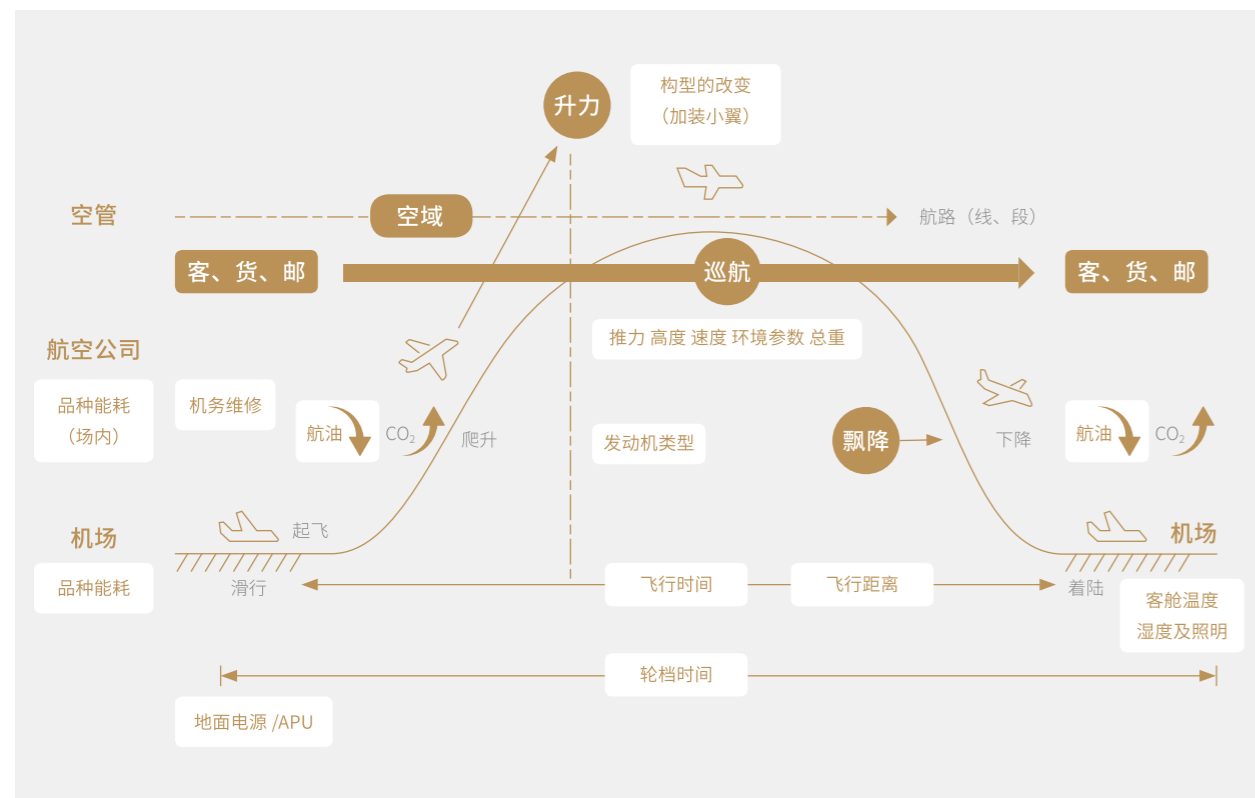 升力
构型的改变
（加装小翼）
空管
空域
航路（线、段）
客、货、邮
巡航
客、货、邮
推力 高度 速度 环境参数 总重
航空公司
品种能耗
（场内）
机务维修
航油
CO₂
爬升
发动机类型
飘降
下降
航油
CO₂
机场
起飞
机场
品种能耗
滑行
飞行时间
飞行距离
着陆
客舱温度
湿度及照明
轮档时间
地面电源 /APU